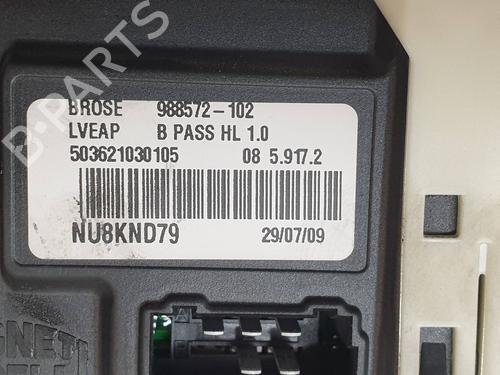 B-PARTS
BROSE 988572-102
LVEAP B PASS HL 1.0
503621030105 08 5.917.2
NU8KND79 29/07/09
A